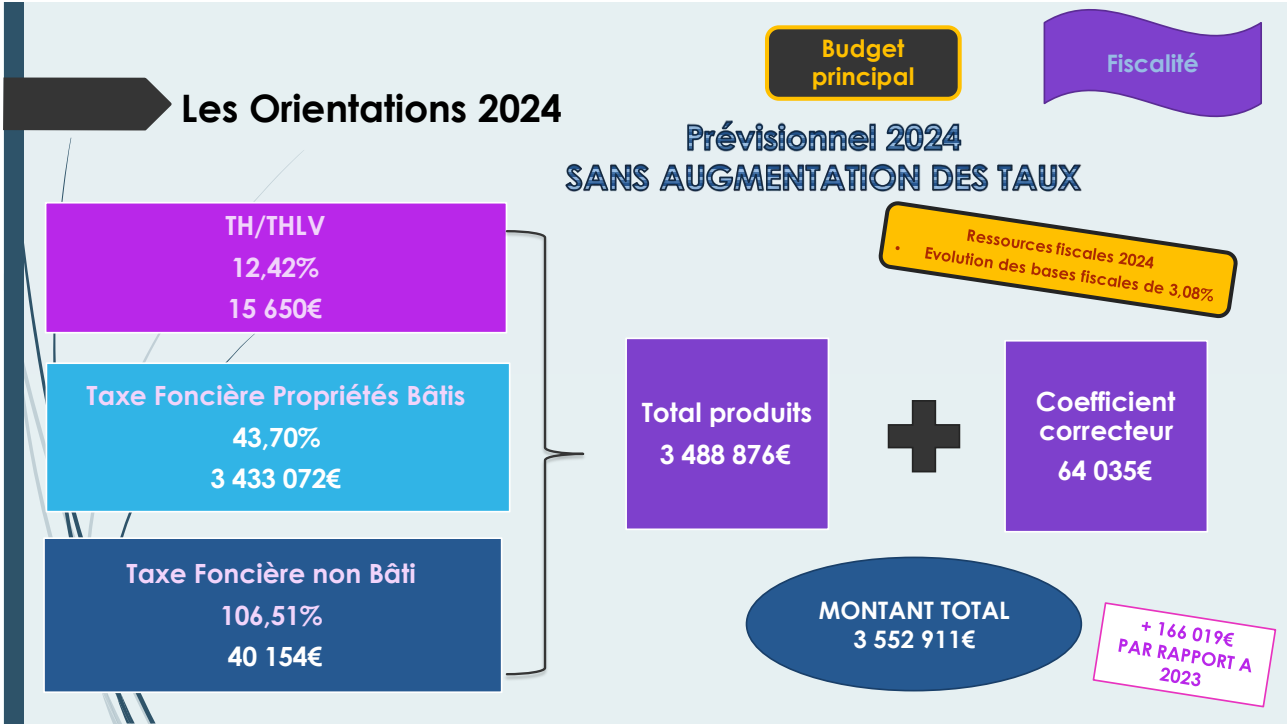 Budget
principal
Fiscalité
Les Orientations 2024
Prévisionnel 2024
SANS AUGMENTATION DES TAUX
Ressources fiscales 2024
• Evolution des bases fiscales de 3,08%
TH/THLV
12,42%
15 650€
Taxe Foncière Propriétés Bâtis
43,70%
3 433 072€
Taxe Foncière non Bâti
106,51%
40 154€
Total produits
3 488 876€
Coefficient
correcteur
64 035€
MONTANT TOTAL
3 552 911€
+ 166 019€
PAR RAPPORT A
2023